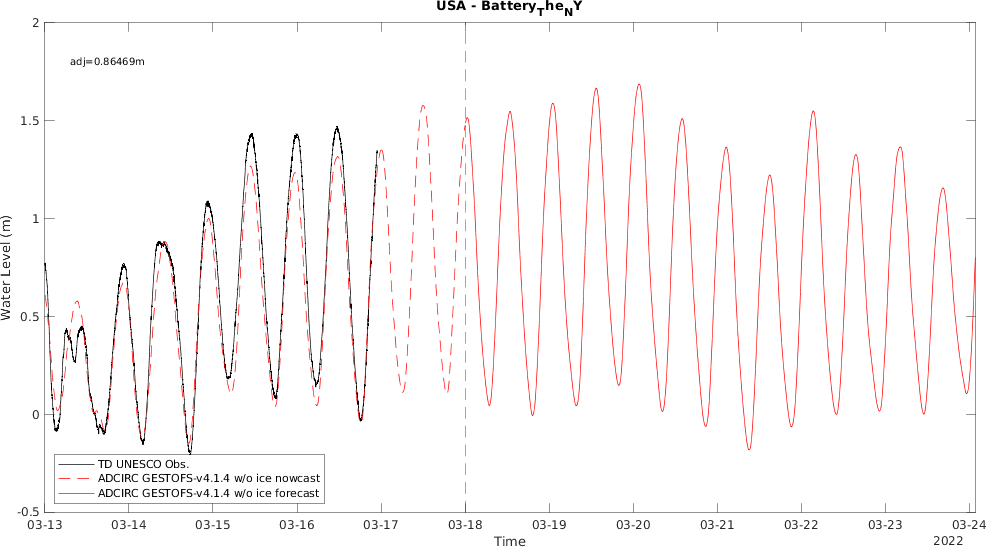 USA - BatteryTheNY
2
adj=0.86469m
1.5
1
Water Level (m)
0.5
0
-0.5
TD UNESCO Obs.
ADCIRC GESTOFS-v4.1.4 w/o ice nowcast
ADCIRC GESTOFS-v4.1.4 w/o ice forecast
03-13 03-14 03-15 03-16 03-17 03-18 03-19 03-20 03-21 03-22 03-23 03-24
Time
2022